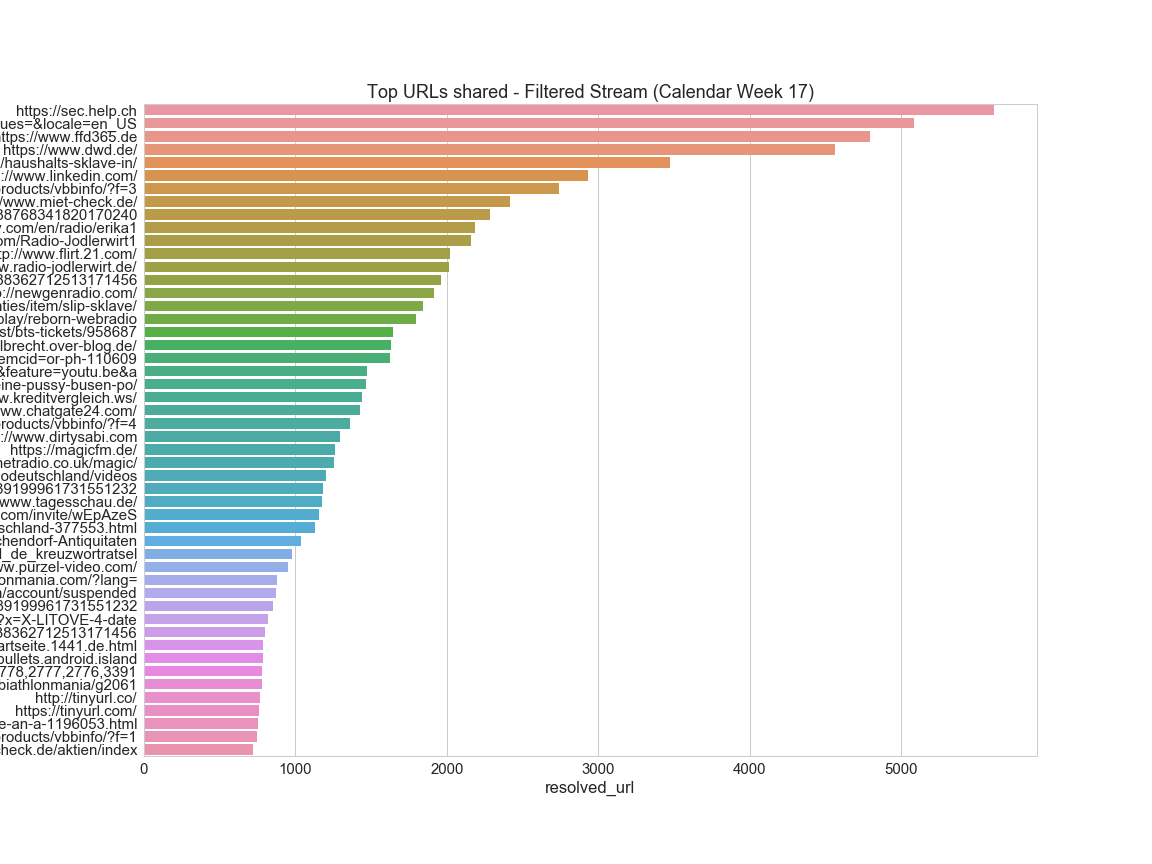 Top URLs shared - Filtered Stream (Calendar Week 17)
https://sec.help.ch
ues=&locale=en_US
https://www.ffd365.de
https://www.dwd.de/
/haushalts-sklave-in/
://www.linkedin.com/
products/vbbinfo/?f=3
/www.miet-check.de/
38768341820170240
.com/en/radio/erika1
om/Radio-Jodlerwirt1
tp://www.flirt.21.com/
w.radio-jodlerwirt.de/
38362712513171456
://newgenradio.com/
nties/item/slip-sklave/
play/reborn-webradio
st/bts-tickets/958687
lbrecht.over-blog.de/
emcid=or-ph-110609
&feature=youtu.be&a
eine-pussy-busen-po/
w.kreditvergleich.ws/
ww.chatgate24.com/
products/vbbinfo/?f=4
://www.dirtysabi.com
https://magicfm.de/
netradio.co.uk/magic/
odeutschland/videos
39199961731551232
www.tagesschau.de/
.com/invite/wEpAzeS
schland-377553.html
chendorf-Antiquitaten
l_de_kreuzwortratsel
ww.purzel-video.com/
onmania.com/?lang=
/account/suspended
39199961731551232
?x=X-LITOVE-4-date
38362712513171456
artseite.1441.de.html
bullets.android.island
778,2777,2776,3391
biathlonmania/g2061
http://tinyurl.co/
https://tinyurl.com/
e-an-a-1196053.html
products/vbbinfo/?f=1
check.de/aktien/index
0 1000 2000 3000 4000 5000
resolved_url